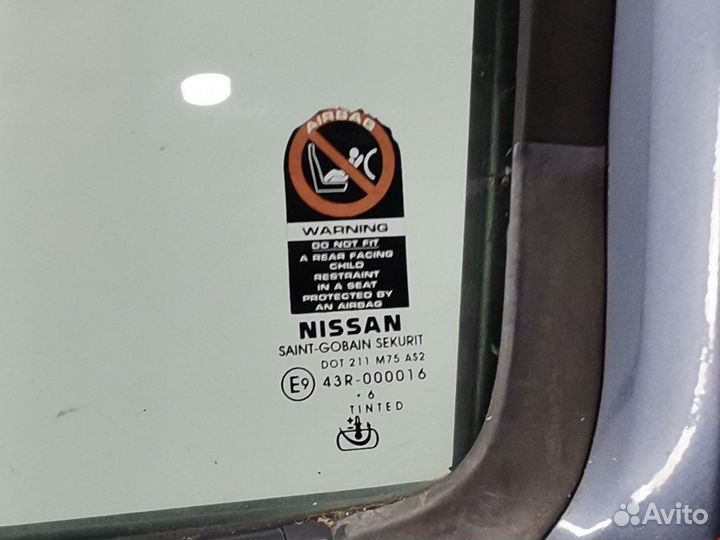 AIRBAG
WARNING
DO NOT FIT
A REAR FACING
CHILD
RESTRAINT
IN A SEAT
PROTECTED BY
AN AIRBAG
NISSAN
SAINT-GOBAIN SEKURIT
DOT 211 M75 AS2
E9 43R-000016
· 6
TINTED
Avito